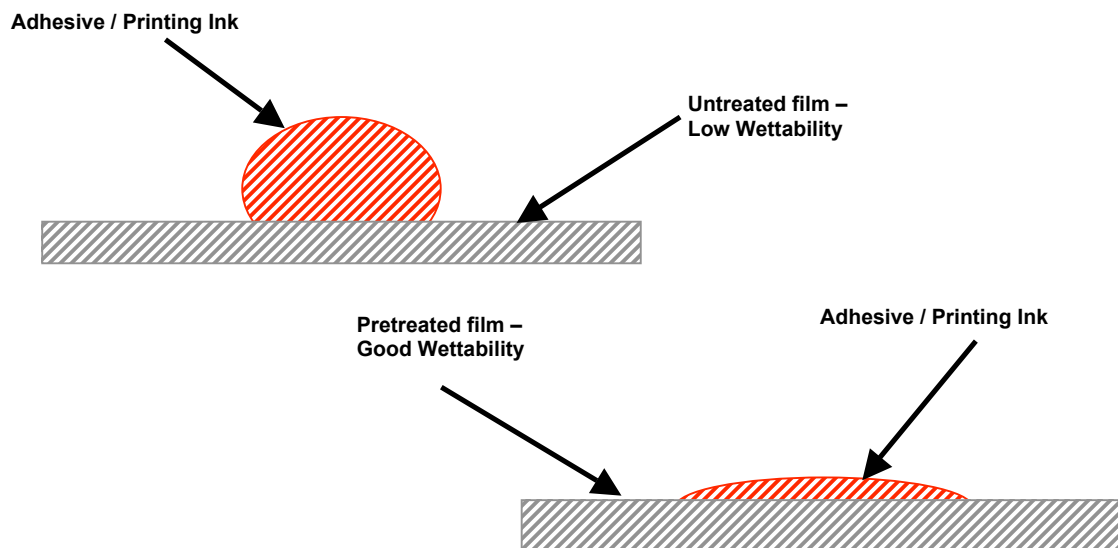 Adhesive / Printing Ink
Untreated film –
Low Wettability
Pretreated film –
Good Wettability
Adhesive / Printing Ink